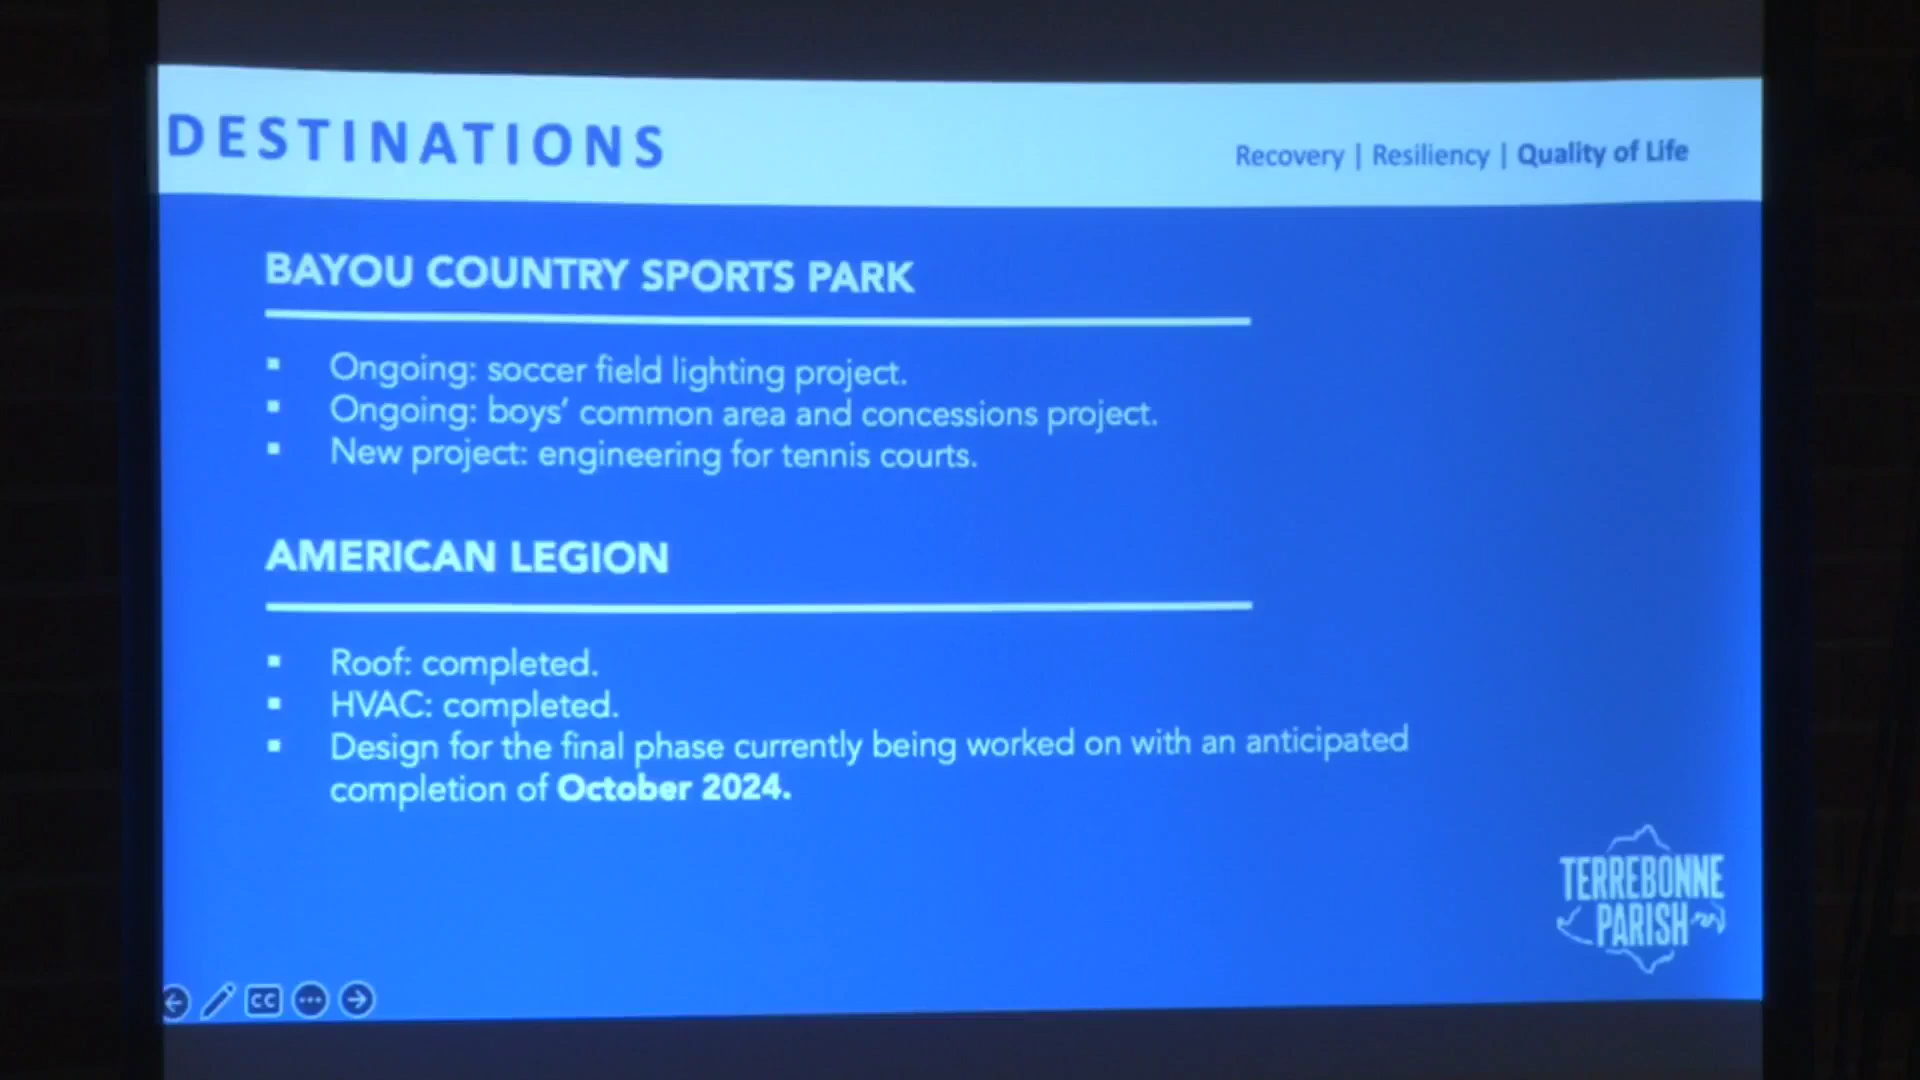 DESTINATIONS
Recovery | Resiliency | Quality of Life
BAYOU COUNTRY SPORTS PARK
▪ Ongoing: soccer field lighting project.
▪ Ongoing: boys’ common area and concessions project.
▪ New project: engineering for tennis courts.
AMERICAN LEGION
▪ Roof: completed.
▪ HVAC: completed.
▪ Design for the final phase currently being worked on with an anticipated
completion of October 2024.
TERREBONNE
PARISH
CC